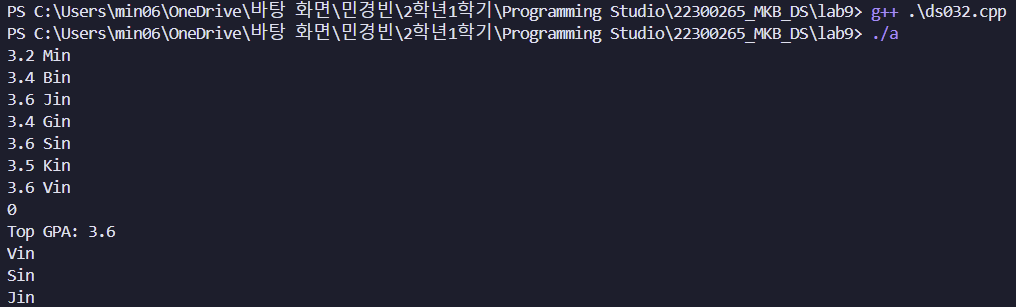 PS C:\Users\min06\OneDrive\바탕 화면\민경빈\2학년1학기\Programming Studio\22300265_MKB_DS\lab9> g++ .\ds032.cpp
PS C:\Users\min06\OneDrive\바탕 화면\민경빈\2학년1학기\Programming Studio\22300265_MKB_DS\lab9> ./a
3.2 Min
3.4 Bin
3.6 Jin
3.4 Gin
3.6 Sin
3.5 Kin
3.6 Vin
0
Top GPA: 3.6
Vin
Sin
Jin